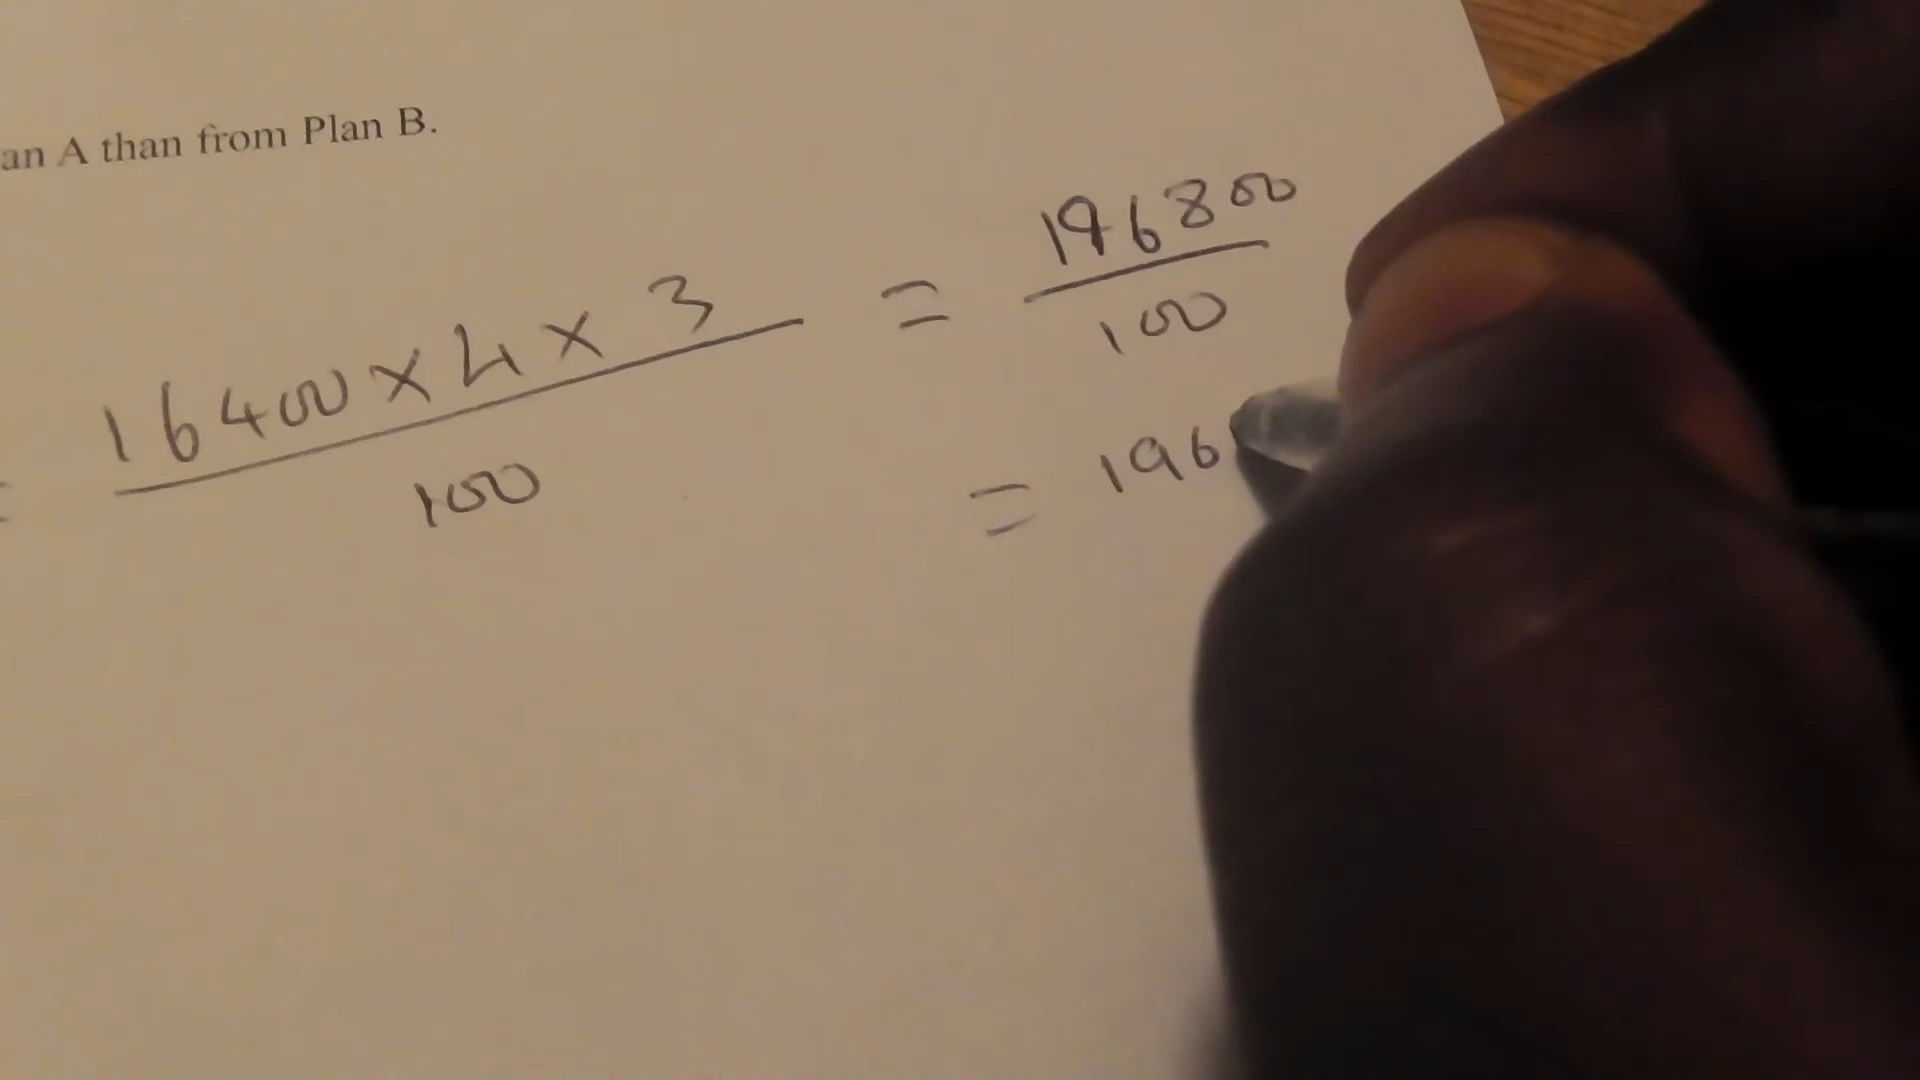 an A than from Plan B.
= 16400 × 4 × 3 / 100 = 196800 / 100
= 196